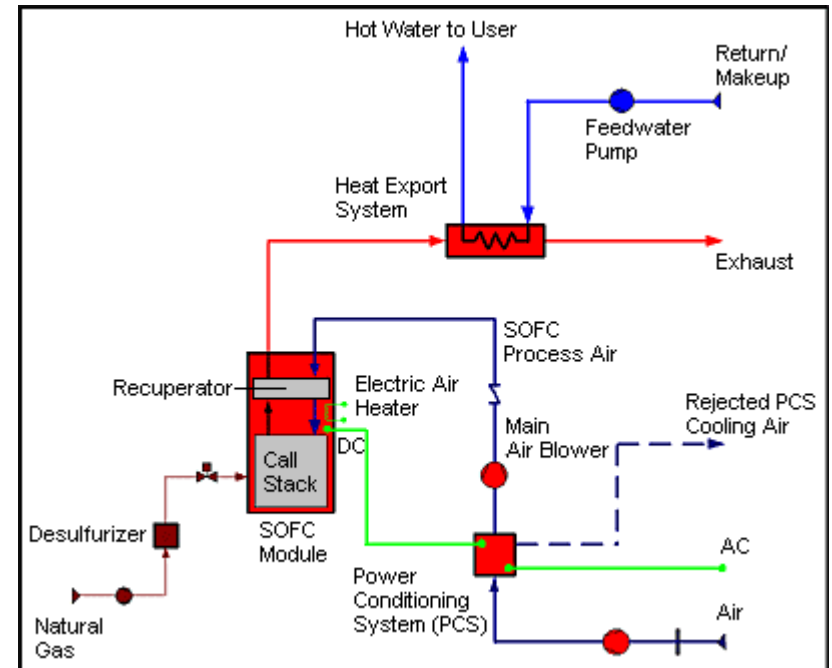 Hot Water to User
Return/
Makeup
Feedwater
Pump
Heat Export
System
Exhaust
SOFC
Process Air
Recuperator
Electric Air
Heater
Rejected PCS
Cooling Air
Main
Air Blower
DC
Call
Stack
Desulfurizer
SOFC
Module
AC
Power
Conditioning
System (PCS)
Air
Natural
Gas